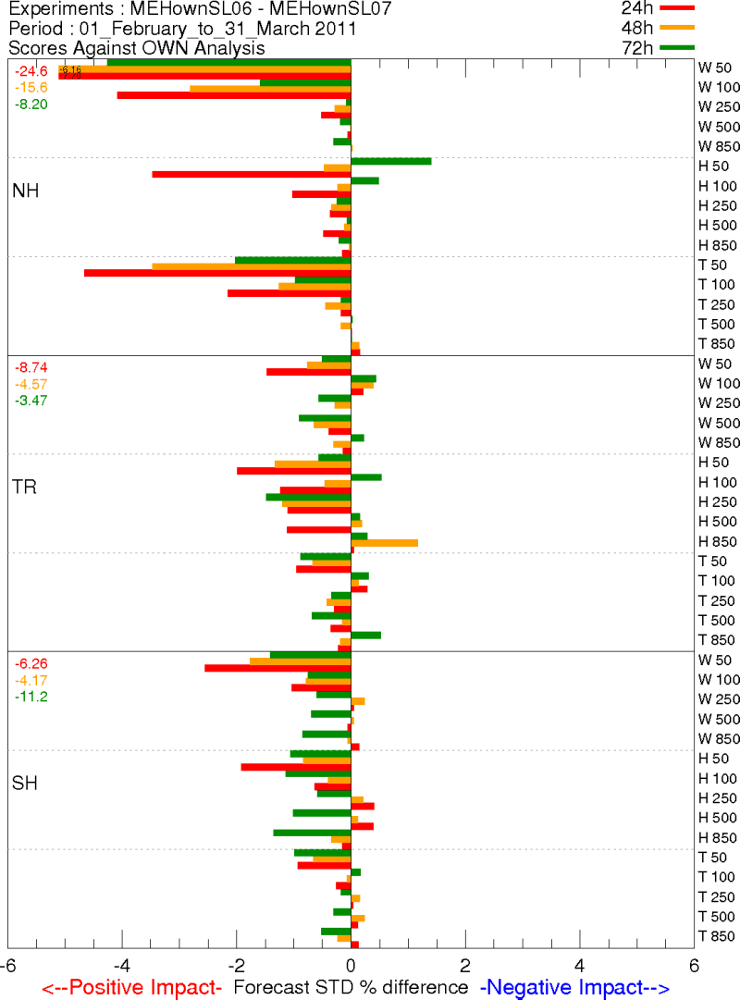 Experiments : MEHownSL06 - MEHownSL07 24h
Period : 01_February_to_31_March 2011 48h
Scores Against OWN Analysis 72h
-24.6 -6.16 W 50
-15.6 W 100
-8.20 W 250
W 500
W 850
H 50
NH H 100
H 250
H 500
H 850
T 50
T 100
T 250
T 500
T 850
-8.74 W 50
-4.57 W 100
-3.47 W 250
W 500
W 850
H 50
TR H 100
H 250
H 500
H 850
T 50
T 100
T 250
T 500
T 850
-6.26 W 50
-4.17 W 100
-11.2 W 250
W 500
W 850
H 50
SH H 100
H 250
H 500
H 850
T 50
T 100
T 250
T 500
T 850
-6 -4 -2 0 2 4 6
<--Positive Impact- Forecast STD % difference -Negative Impact-->